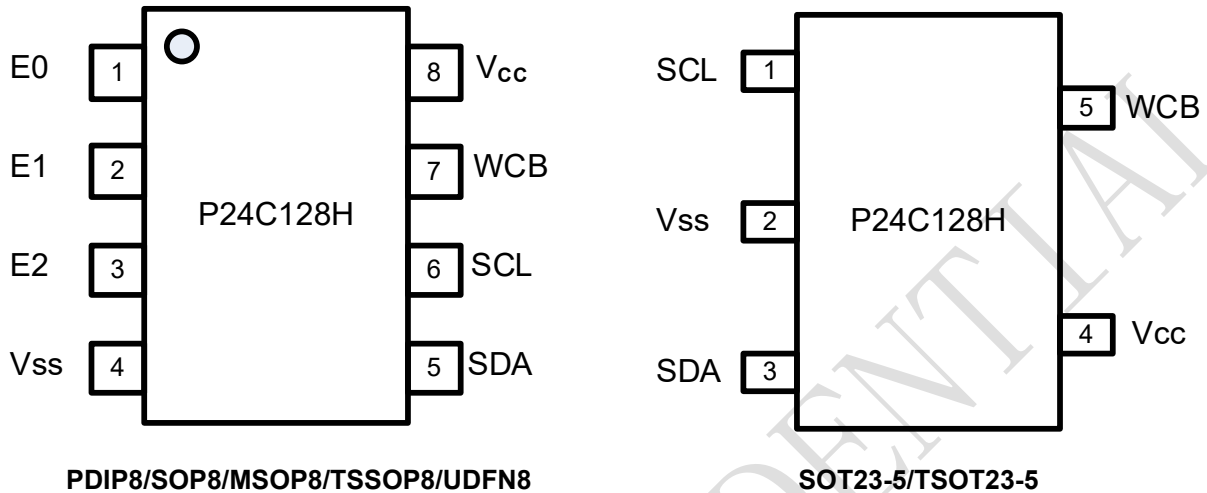 E0 1 8 Vcc
E1 2 7 WCB
P24C128H
E2 3 6 SCL
Vss 4 5 SDA
PDIP8/SOP8/MSOP8/TSSOP8/UDFN8
SCL 1
5 WCB
Vss 2 P24C128H
4 Vcc
SDA 3
SOT23-5/TSOT23-5
DENTIAL